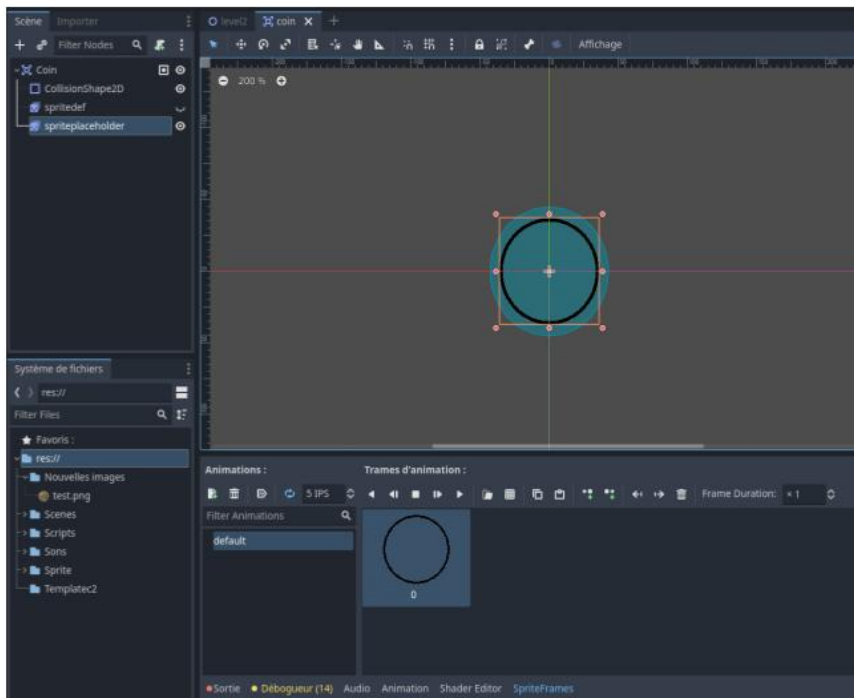 Scène Importer
level2 coin
Filter Nodes
Affichage
Coin
CollisionShape2D
spritedef
spriteplaceholder
200 %
Système de fichiers
res://
Filter Files
Favoris :
res://
Nouvelles images
test.png
Scenes
Scripts
Sons
Sprite
Templatec2
Animations :
Trames d'animation :
5 IPS
Frame Duration: ×1
Filter Animations
default
0
Sortie Débogueur (14) Audio Animation Shader Editor SpriteFrames